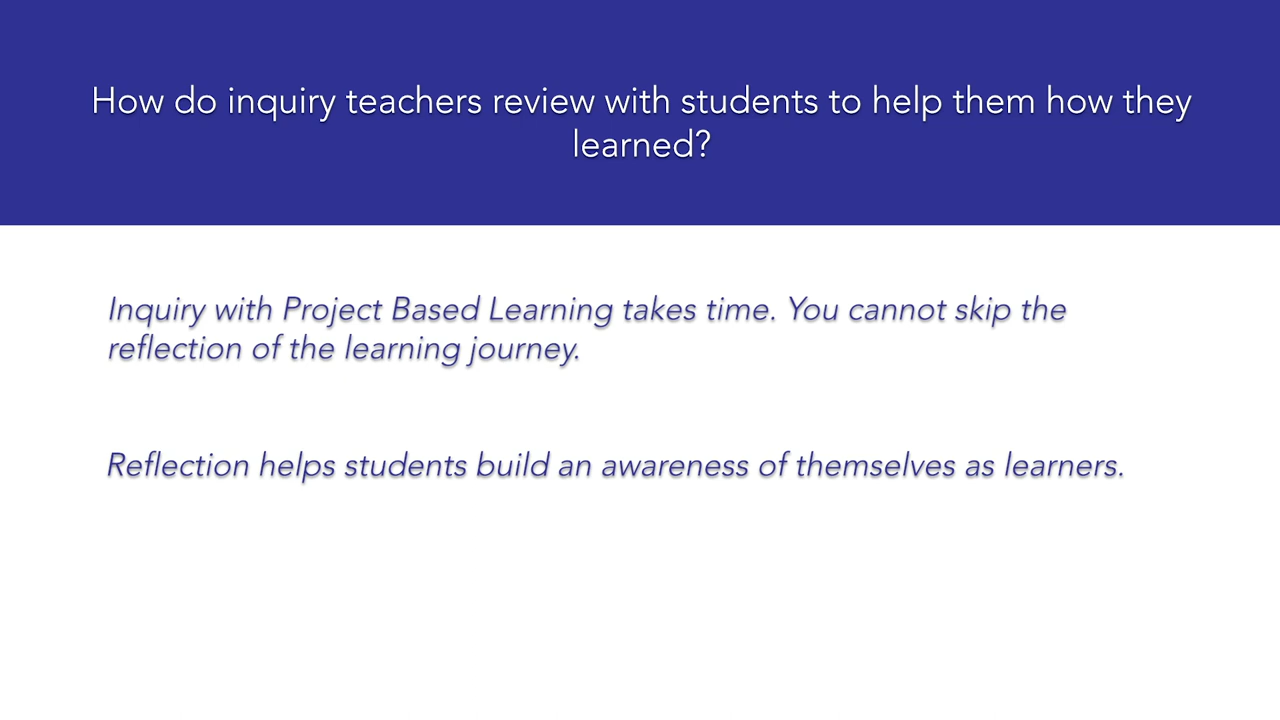 How do inquiry teachers review with students to help them how they
learned?
Inquiry with Project Based Learning takes time. You cannot skip the
reflection of the learning journey.
Reflection helps students build an awareness of themselves as learners.